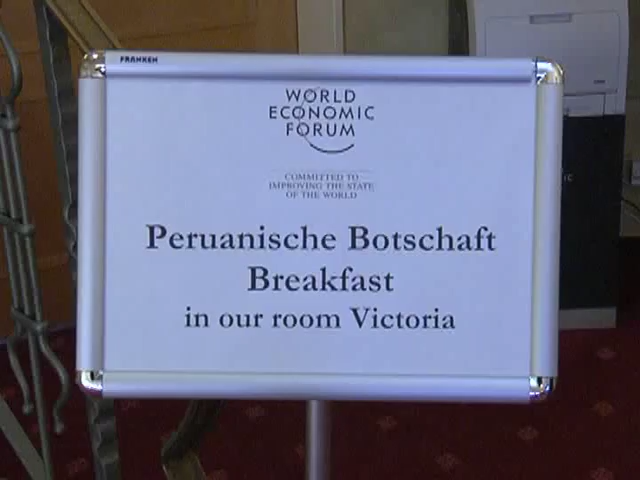 FRANKEN
WORLD
ECONOMIC
FORUM
COMMITTED TO
IMPROVING THE STATE
OF THE WORLD
Peruanische Botschaft
Breakfast
in our room Victoria